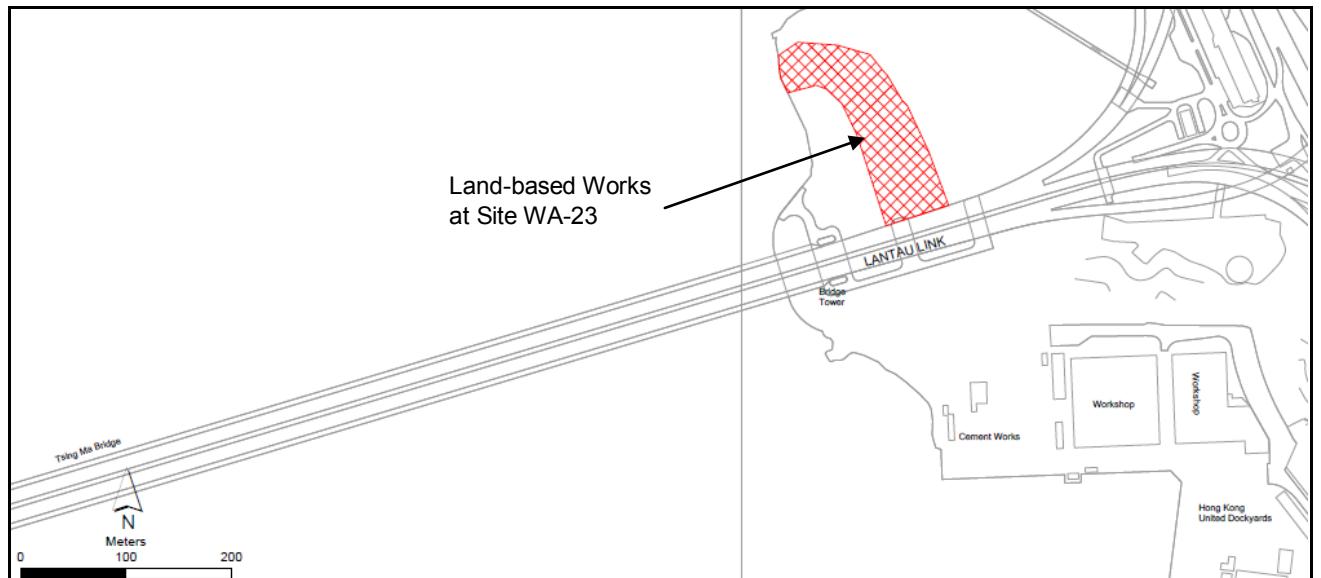 Land-based Works
at Site WA-23
LANTAU LINK
Bridge
Tower
Workshop
Workshop
Cement Works
Tsing Ma Bridge
N
Meters
0 100 200
Hong Kong
United Dockyards